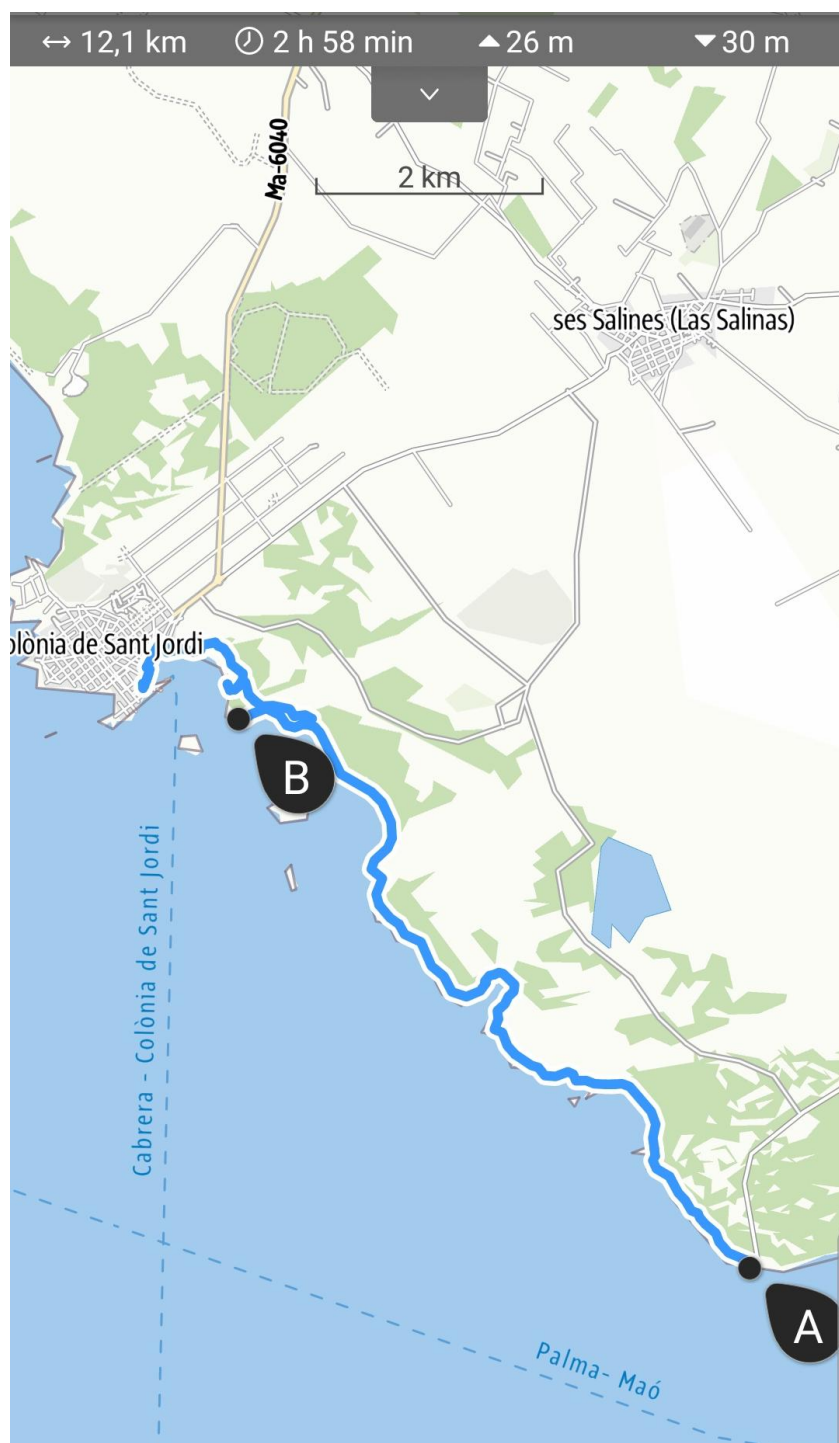 12,1 km 2 h 58 min 26 m 30 m
Ma-6040
2 km
ses Salines (Las Salinas)
olònia de Sant Jordi
B
Cabrera - Colònia de Sant Jordi
A
Palma- Maó